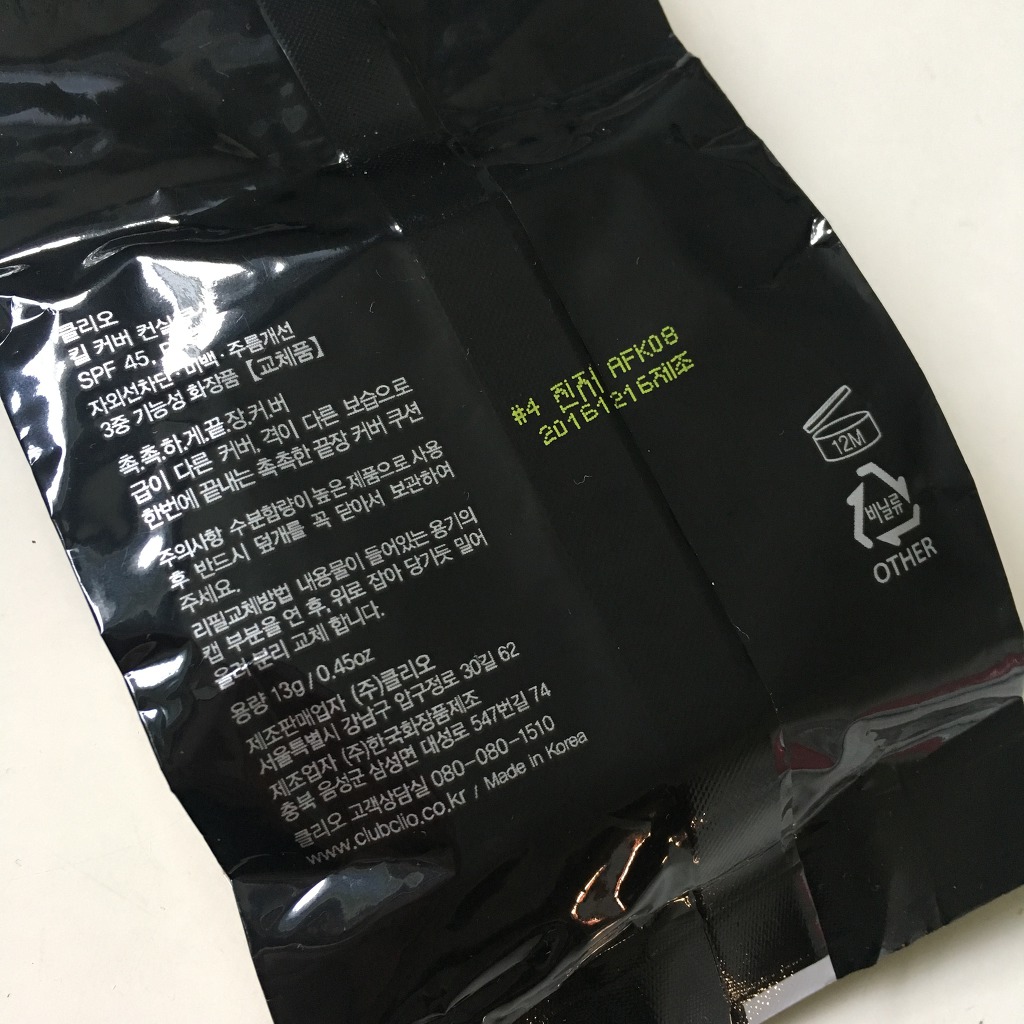 클리오
킬 커버 컨실
SPF 45,
자외선차단·미백·주름개선
3중 기능성 화장품【교체품】
촉.촉.하.게.끝.장.커.버
급이 다른 커버, 격이 다른 보습으로
한번에 끝내는 촉촉한 끝장 커버 쿠션
주의사항 수분함량이 높은 제품으로 사용
후 반드시 덮개를 꼭 닫아서 보관하여
주세요.
리필교체방법 내용물이 들어있는 용기의
캡 부분을 연 후, 위로 잡아 당기듯 밀어
올려 분리 교체 합니다.
용량 13g / 0.45oz
제조판매업자 (주)클리오
서울특별시 강남구 압구정로 30길 62
제조업자 (주)한국화장품제조
충북 음성군 삼성면 대성로 547번길 74
클리오 고객상담실 080-080-1510
www.clubclio.co.kr / Made in Korea
#4 진저 AFK08
20161216제조
12M
비닐류
OTHER